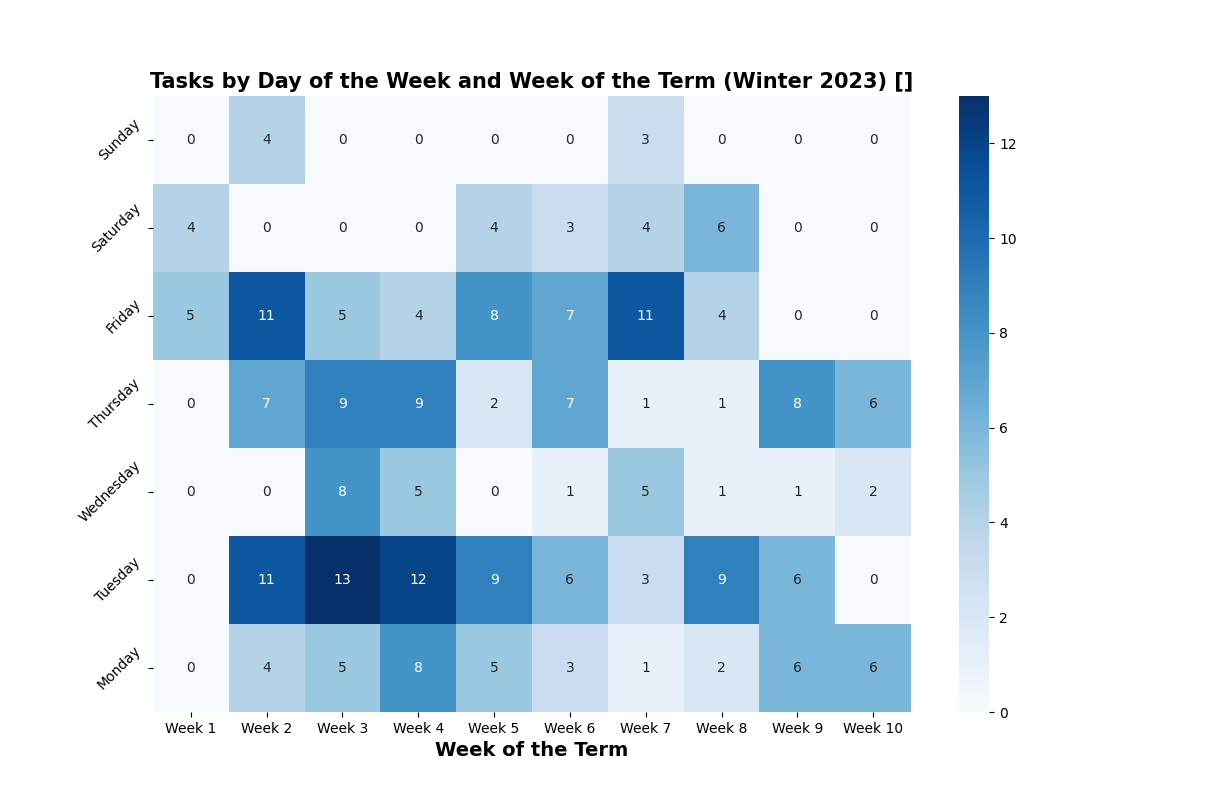 Tasks by Day of the Week and Week of the Term (Winter 2023) []
Sunday 0 4 0 0 0 0 3 0 0 0
Saturday 4 0 0 0 4 3 4 6 0 0
Friday 5 11 5 4 8 7 11 4 0 0
Thursday 0 7 9 9 2 7 1 1 8 6
Wednesday 0 0 8 5 0 1 5 1 1 2
Tuesday 0 11 13 12 9 6 3 9 6 0
Monday 0 4 5 8 5 3 1 2 6 6
Week 1 Week 2 Week 3 Week 4 Week 5 Week 6 Week 7 Week 8 Week 9 Week 10
Week of the Term
12
10
8
6
4
2
0